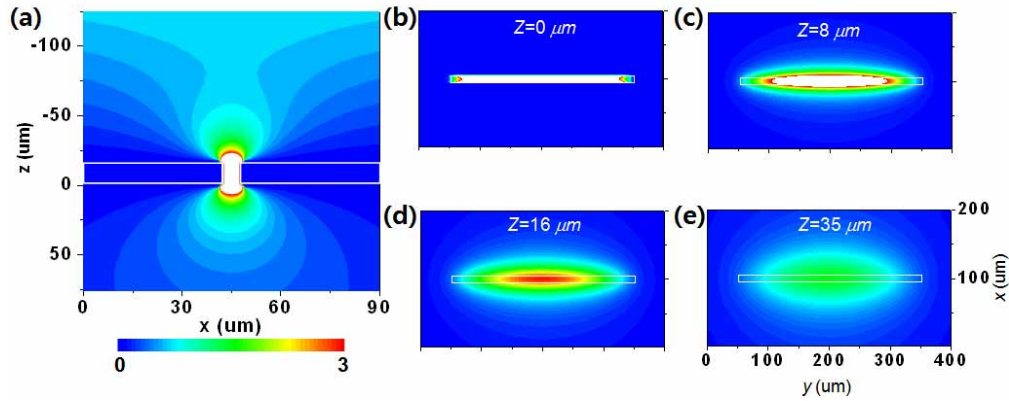 (a)
-100
-50
0
50
z (um)
0
30
60
90
x (um)
0
3
(b)
Z=0 μm
(c)
Z=8 μm
(d)
Z=16 μm
(e)
Z=35 μm
200
100
0
x (um)
0
100
200
300
400
y (um)